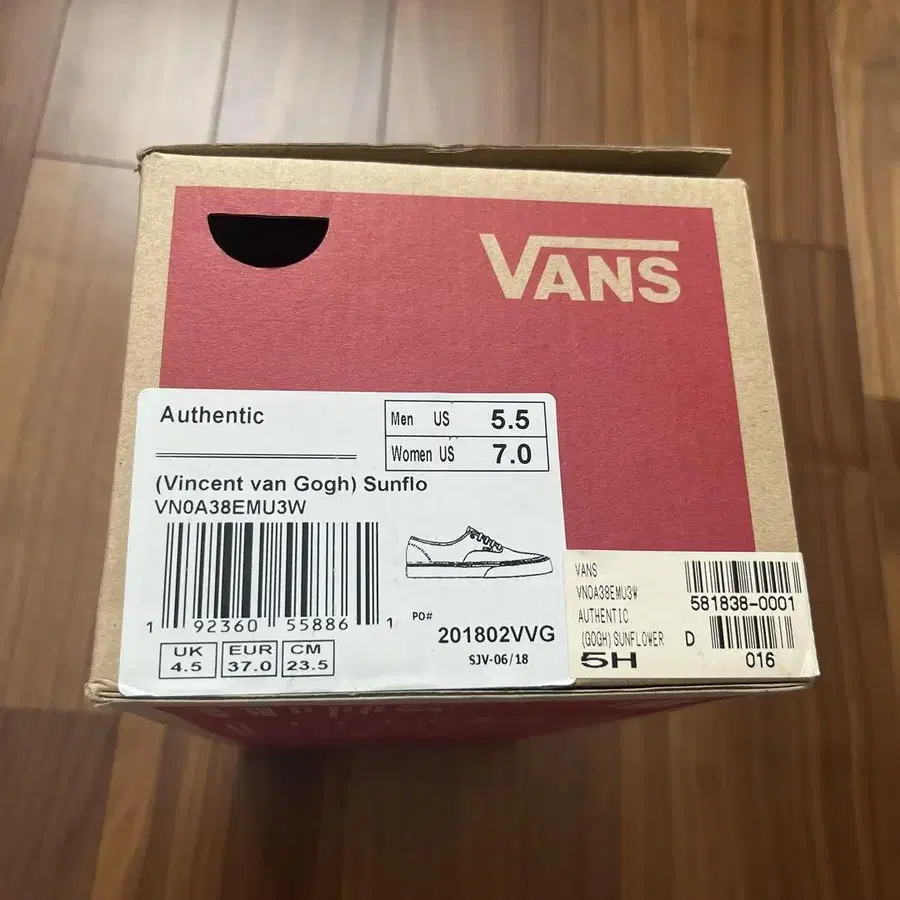 VANS
Authentic
Men US 5.5
Women US 7.0
(Vincent van Gogh) Sunflo
VN0A38EMU3W
1 92360 55886 1
PO#
201802VVG
SJV-06/18
UK 4.5
EUR 37.0
CM 23.5
VANS
VN0A38EMU3W
AUTHENTIC
(GOGH) SUNFLOWER
5H
581838-0001
D
016